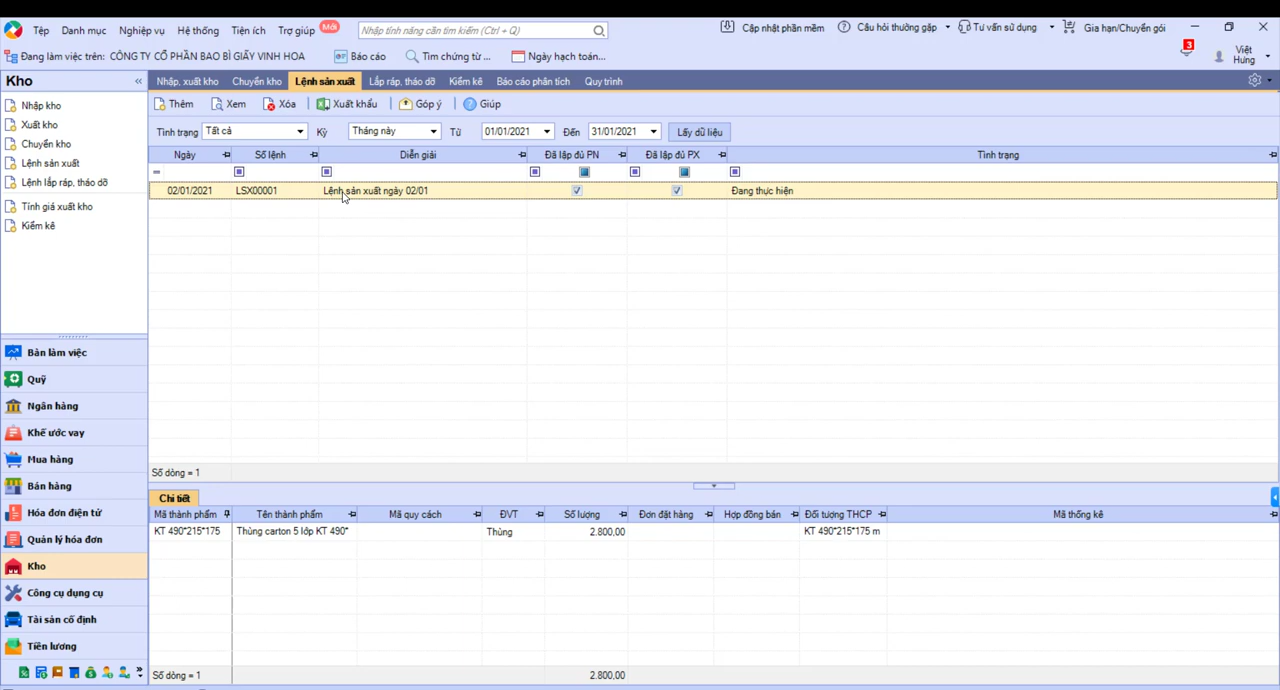 Tệp Danh mục Nghiệp vụ Hệ thống Tiện ích Trợ giúp Mới Nhập tính năng cần tìm kiếm (Ctrl + Q) Cập nhật phần mềm Câu hỏi thường gặp Tư vấn sử dụng Gia hạn/Chuyển gói
Đang làm việc trên: CÔNG TY CỔ PHẦN BAO BÌ GIẤY VINH HOA Báo cáo Tìm chứng từ ... Ngày hạch toán... 3 Việt Hưng
Kho « Nhập, xuất kho Chuyển kho Lệnh sản xuất Lắp ráp, tháo dỡ Kiểm kê Báo cáo phân tích Quy trình
Thêm Xem Xóa Xuất khẩu Góp ý Giúp
Tình trạng Tất cả Kỳ Tháng này Từ 01/01/2021 Đến 31/01/2021 Lấy dữ liệu
Ngày Số lệnh Diễn giải Đã lập đủ PN Đã lập đủ PX Tình trạng
=
02/01/2021 LSX00001 Lệnh sản xuất ngày 02/01 Đang thực hiện
Số dòng = 1
Nhập kho
Xuất kho
Chuyển kho
Lệnh sản xuất
Lệnh lắp ráp, tháo dỡ
Tính giá xuất kho
Kiểm kê
Bàn làm việc
Quỹ
Ngân hàng
Khế ước vay
Mua hàng
Bán hàng
Hóa đơn điện tử
Quản lý hóa đơn
Kho
Công cụ dụng cụ
Tài sản cố định
Tiền lương
Chi tiết
Mã thành phẩm Tên thành phẩm Mã quy cách ĐVT Số lượng Đơn đặt hàng Hợp đồng bán Đối tượng THCP Mã thống kê
KT 490*215*175 Thùng carton 5 lớp KT 490* Thùng 2.800,00 KT 490*215*175 m
Số dòng = 1 2.800,00